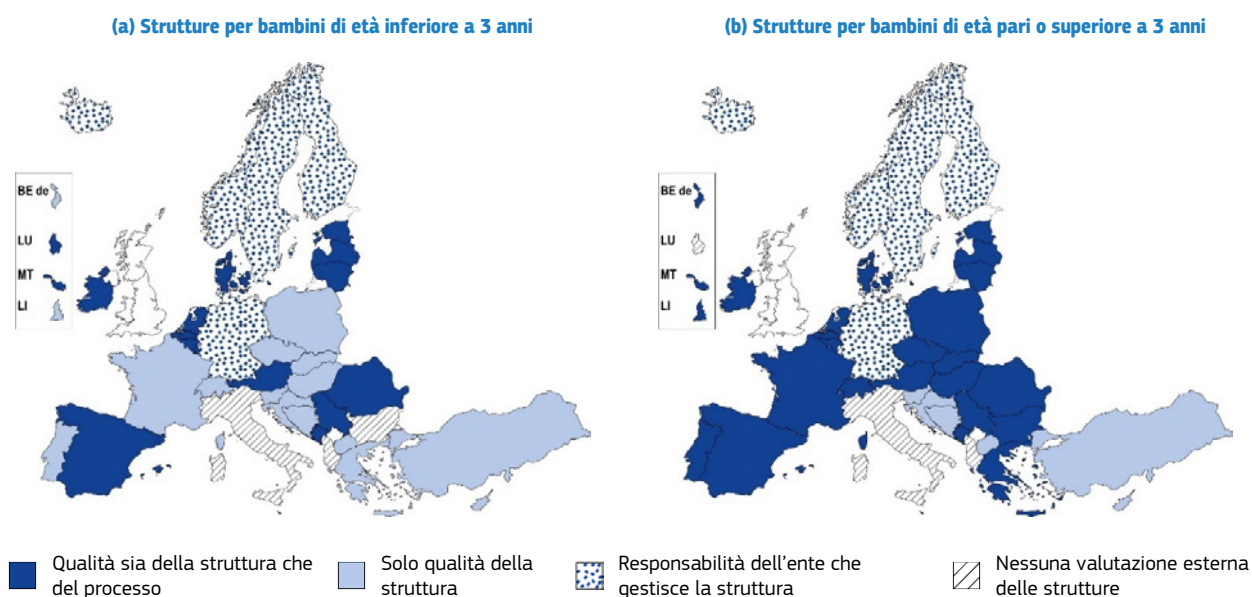 (a) Strutture per bambini di età inferiore a 3 anni
(b) Strutture per bambini di età pari o superiore a 3 anni
BE de
LU
MT
LI
BE de
LU
MT
LI
Qualità sia della struttura che
del processo
Solo qualità della
struttura
Responsabilità dell'ente che
gestisce la struttura
Nessuna valutazione esterna
delle strutture